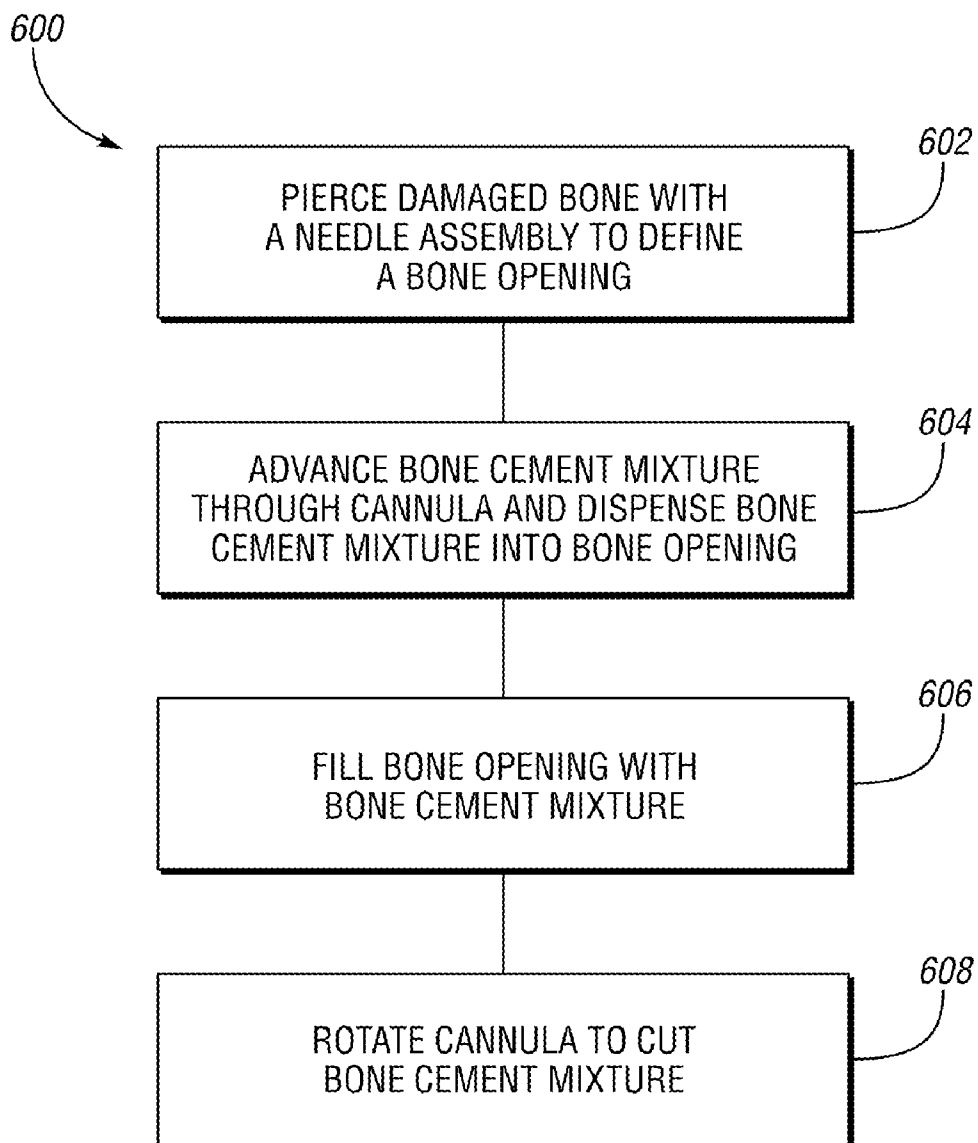 600
602
PIERCE DAMAGED BONE WITH
A NEEDLE ASSEMBLY TO DEFINE
A BONE OPENING
604
ADVANCE BONE CEMENT MIXTURE
THROUGH CANNULA AND DISPENSE BONE
CEMENT MIXTURE INTO BONE OPENING
606
FILL BONE OPENING WITH
BONE CEMENT MIXTURE
608
ROTATE CANNULA TO CUT
BONE CEMENT MIXTURE